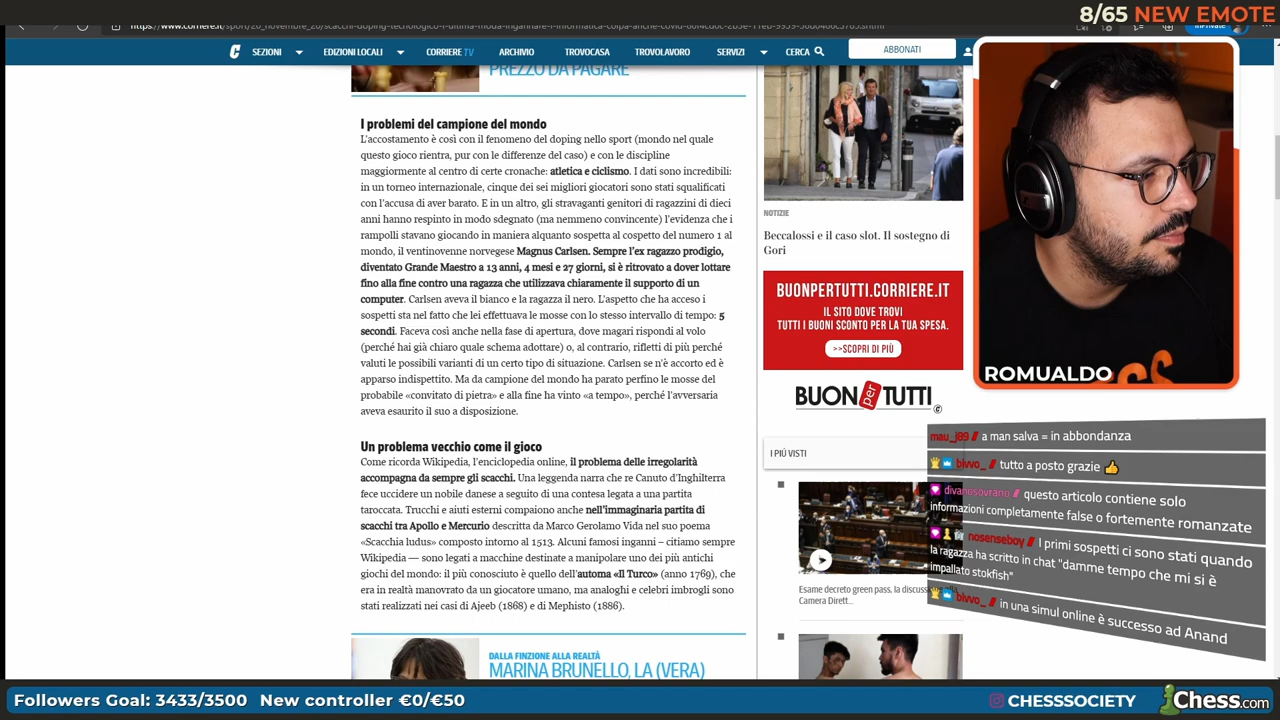 8/65 NEW EMOTE
SEZIONI
EDIZIONI LOCALI
CORRIERE TV
ARCHIVIO
TROVOCASA
TROVOLAVORO
SERVIZI
CERCA
ABBONATI
PREZZO DA PAGARE
I problemi del campione del mondo
L'accostamento è così con il fenomeno del doping nello sport (mondo nel quale
questo gioco rientra, pur con le differenze del caso) e con le discipline
maggiormente al centro di certe cronache: atletica e ciclismo. I dati sono incredibili:
in un torneo internazionale, cinque dei sei migliori giocatori sono stati squalificati
con l'accusa di aver barato. E in un altro, gli stravaganti genitori di ragazzini di dieci
anni hanno respinto in modo sdegnato (ma nemmeno convincente) l'evidenza che i
rampolli stavano giocando in maniera alquanto sospetta al cospetto del numero 1 al
mondo, il ventinovenne norvegese Magnus Carlsen. Sempre l'ex ragazzo prodigio,
diventato Grande Maestro a 13 anni, 4 mesi e 27 giorni, si è ritrovato a dover lottare
fino alla fine contro una ragazza che utilizzava chiaramente il supporto di un
computer. Carlsen aveva il bianco e la ragazza il nero. L'aspetto che ha acceso i
sospetti sta nel fatto che lei effettuava le mosse con lo stesso intervallo di tempo: 5
secondi. Faceva così anche nella fase di apertura, dove magari rispondi al volo
(perché hai già chiaro quale schema adottare) o, al contrario, rifletti di più perché
valuti le possibili varianti di un certo tipo di situazione. Carlsen se n'è accorto ed è
apparso indispettito. Ma da campione del mondo ha parato perfino le mosse del
probabile «convitato di pietra» e alla fine ha vinto «a tempo», perché l'avversaria
aveva esaurito il suo a disposizione.
Un problema vecchio come il gioco
Come ricorda Wikipedia, l'enciclopedia online, il problema delle irregolarità
accompagna da sempre gli scacchi. Una leggenda narra che re Canuto d'Inghilterra
fece uccidere un nobile danese a seguito di una contesa legata a una partita
taroccata. Trucchi e aiuti esterni compaiono anche nell'immaginaria partita di
scacchi tra Apollo e Mercurio descritta da Marco Gerolamo Vida nel suo poema
«Scacchia ludus» composto intorno al 1513. Alcuni famosi inganni – citiamo sempre
Wikipedia — sono legati a macchine destinate a manipolare uno dei più antichi
giochi del mondo: il più conosciuto è quello dell'automa «Il Turco» (anno 1769), che
era in realtà manovrato da un giocatore umano, ma analoghi e celebri imbrogli sono
stati realizzati nei casi di Ajeeb (1868) e di Mephisto (1886).
DALLA FINZIONE ALLA REALTÀ
MARINA BRUNELLO, LA (VERA)
NOTIZIE
Beccalossi e il caso slot. Il sostegno di
Gori
BUONPERTUTTI.CORRIERE.IT
IL SITO DOVE TROVI
TUTTI I BUONI SCONTO PER LA TUA SPESA.
>>SCOPRI DI PIÙ
BUON per TUTTI
I PIÙ VISTI
Esame decreto green pass, la discuss
Camera Dirett...
ROMUALDO
mau_j89 // a man salva = in abbondanza
bivvo_ // tutto a posto grazie 👍
divanosovrano // questo articolo contiene solo
informazioni completamente false o fortemente romanzate
nosenseboy // I primi sospetti ci sono stati quando
la ragazza ha scritto in chat "damme tempo che mi si è
impallato stokfish"
bivvo_ // in una simul online è successo ad Anand
Followers Goal: 3433/3500 New controller €0/€50
CHESSSOCIETY
Chess.com